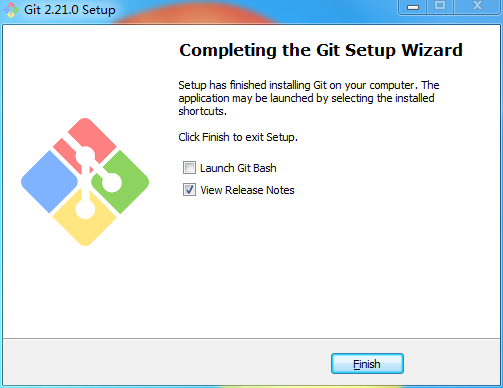 Git 2.21.0 Setup
Completing the Git Setup Wizard
Setup has finished installing Git on your computer. The
application may be launched by selecting the installed
shortcuts.
Click Finish to exit Setup.
Launch Git Bash
View Release Notes
Finish